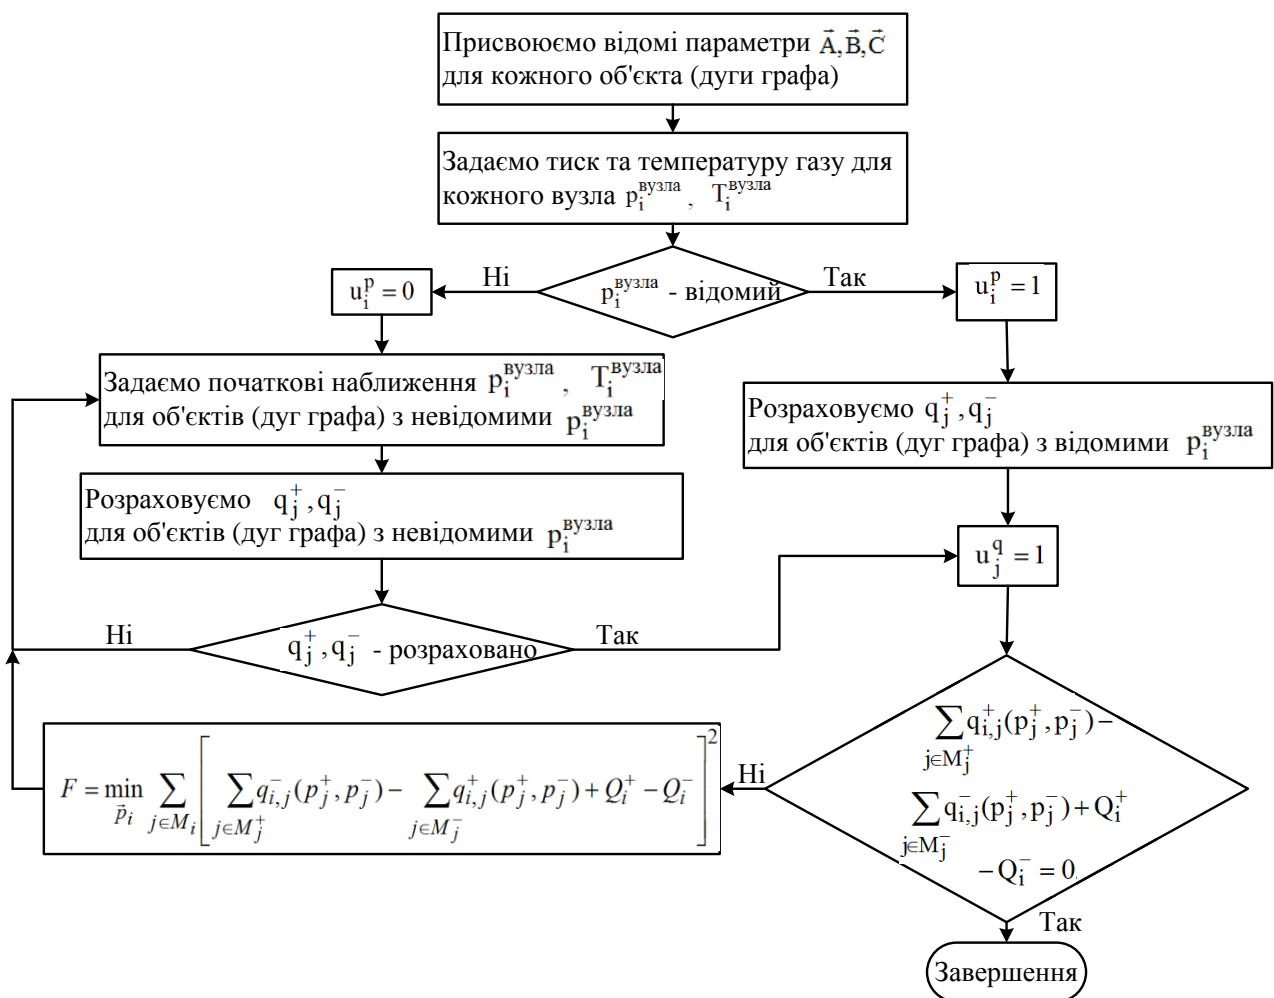 Присвоюємо відомі параметри A⃗,B⃗,C⃗
для кожного об'єкта (дуги графа)
Задаємо тиск та температуру газу для
кожного вузла p_i^вузла , T_i^вузла
Ні
p_i^вузла - відомий
Так
u_i^p = 0
u_i^p = 1
Задаємо початкові наближення p_i^вузла , T_i^вузла
для об'єктів (дуг графа) з невідомими p_i^вузла
Розраховуємо q_j^+, q_j^-
для об'єктів (дуг графа) з відомими p_i^вузла
Розраховуємо q_j^+, q_j^-
для об'єктів (дуг графа) з невідомими p_i^вузла
u_j^q = 1
Ні
q_j^+, q_j^- - розраховано
Так
∑_{j∈M_j^+} q_{i,j}^+(p_j^+, p_j^-) −
∑_{j∈M_j^-} q_{i,j}^-(p_j^+, p_j^-) + Q_i^+
− Q_i^- = 0.
Ні
F = min_{p⃗_i} ∑_{j∈M_i} [ ∑_{j∈M_j^+} q_{i,j}^-(p_j^+, p_j^-) − ∑_{j∈M_j^-} q_{i,j}^+(p_j^+, p_j^-) + Q_i^+ − Q_i^- ]^2
Так
Завершення